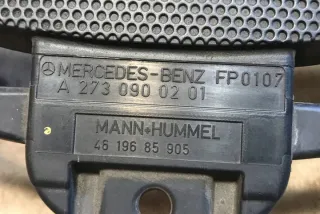 MERCEDES-BENZ FP0107
A 273 090 02 01
MANN+HUMMEL
46 196 85 905